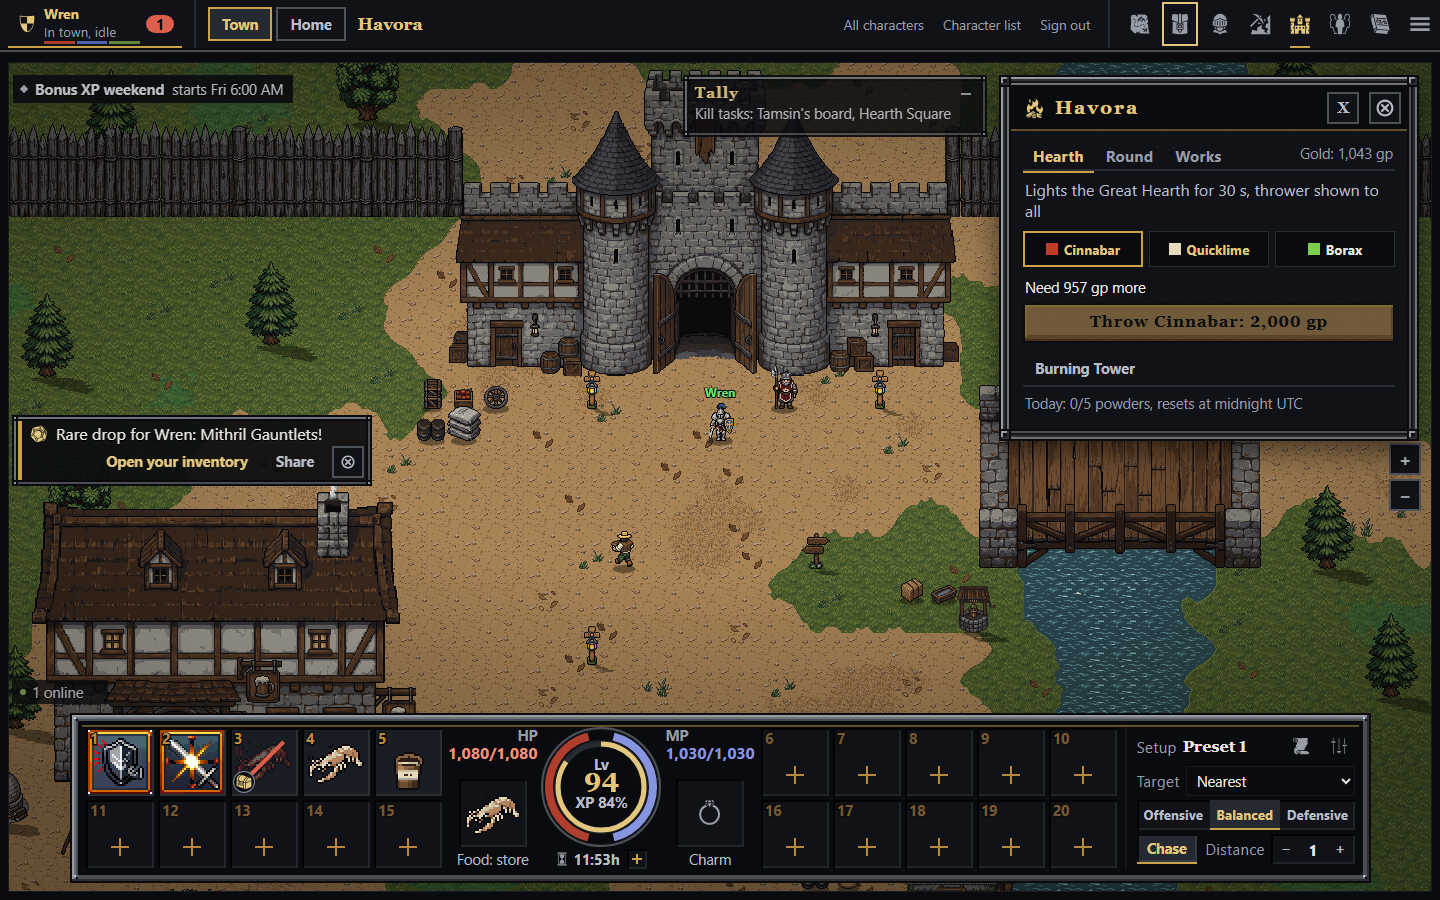 Wren
In town, idle
1
Town
Home
Havora
All characters
Character list
Sign out
Bonus XP weekend starts Fri 6:00 AM
Tally
Kill tasks: Tamsin's board, Hearth Square
Havora
X
Hearth
Round
Works
Gold: 1,043 gp
Lights the Great Hearth for 30 s, thrower shown to
all
Cinnabar
Quicklime
Borax
Need 957 gp more
Throw Cinnabar: 2,000 gp
Burning Tower
Today: 0/5 powders, resets at midnight UTC
Wren
Rare drop for Wren: Mithril Gauntlets!
Open your inventory
Share
+
−
1 online
1
2
3
4
5
HP
1,080/1,080
Lv
94
XP 84%
MP
1,030/1,030
6
7
8
9
10
Setup Preset 1
Target Nearest
Offensive
Balanced
Defensive
11
12
13
14
15
Food: store
11:53h
+
Charm
16
17
18
19
20
Chase
Distance
− 1 +